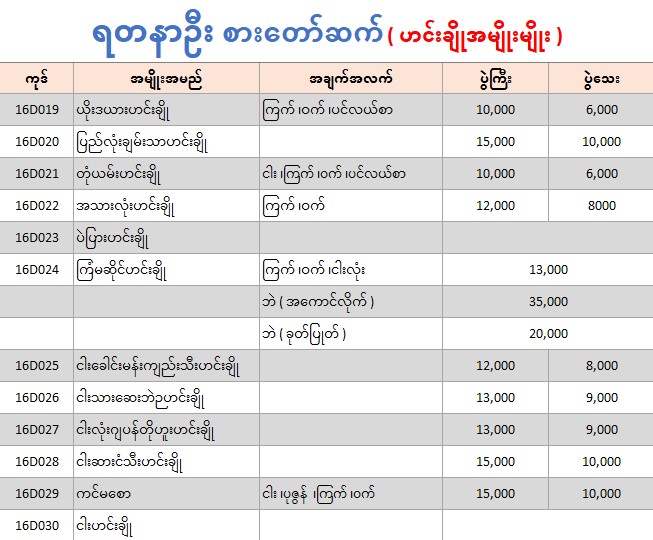 ရတနာဦး စားတော်ဆက် ( ဟင်းချိုအမျိုးမျိုး )
ကုဒ် အမျိုးအမည် အချက်အလက် ပွဲကြီး ပွဲသေး
16D019 ယိုးဒယားဟင်းချို ကြက် ၊ဝက် ၊ပင်လယ်စာ 10,000 6,000
16D020 ပြည်လုံးချမ်းသာဟင်းချို 15,000 10,000
16D021 တုံယမ်းဟင်းချို ငါး ၊ကြက် ၊ဝက် ၊ပင်လယ်စာ 10,000 6,000
16D022 အသားလုံးဟင်းချို ကြက် ၊ဝက် 12,000 8000
16D023 ပဲပြားဟင်းချို
16D024 ကြံမဆိုင်ဟင်းချို ကြက် ၊ဝက် ၊ငါးလုံး 13,000
ဘဲ ( အကောင်လိုက် ) 35,000
ဘဲ ( ခုတ်ပြုတ် ) 20,000
16D025 ငါးခေါင်းမန်းကျည်းသီးဟင်းချို 12,000 8,000
16D026 ငါးသားဆေးဘဲဥဟင်းချို 13,000 9,000
16D027 ငါးလုံးဂျပန်တိုဟူးဟင်းချို 13,000 9,000
16D028 ငါးဆားငံသီးဟင်းချို 15,000 10,000
16D029 ကင်မစော ငါး ၊ပုဇွန် ၊ကြက် ၊ဝက် 15,000 10,000
16D030 ငါးဟင်းချို